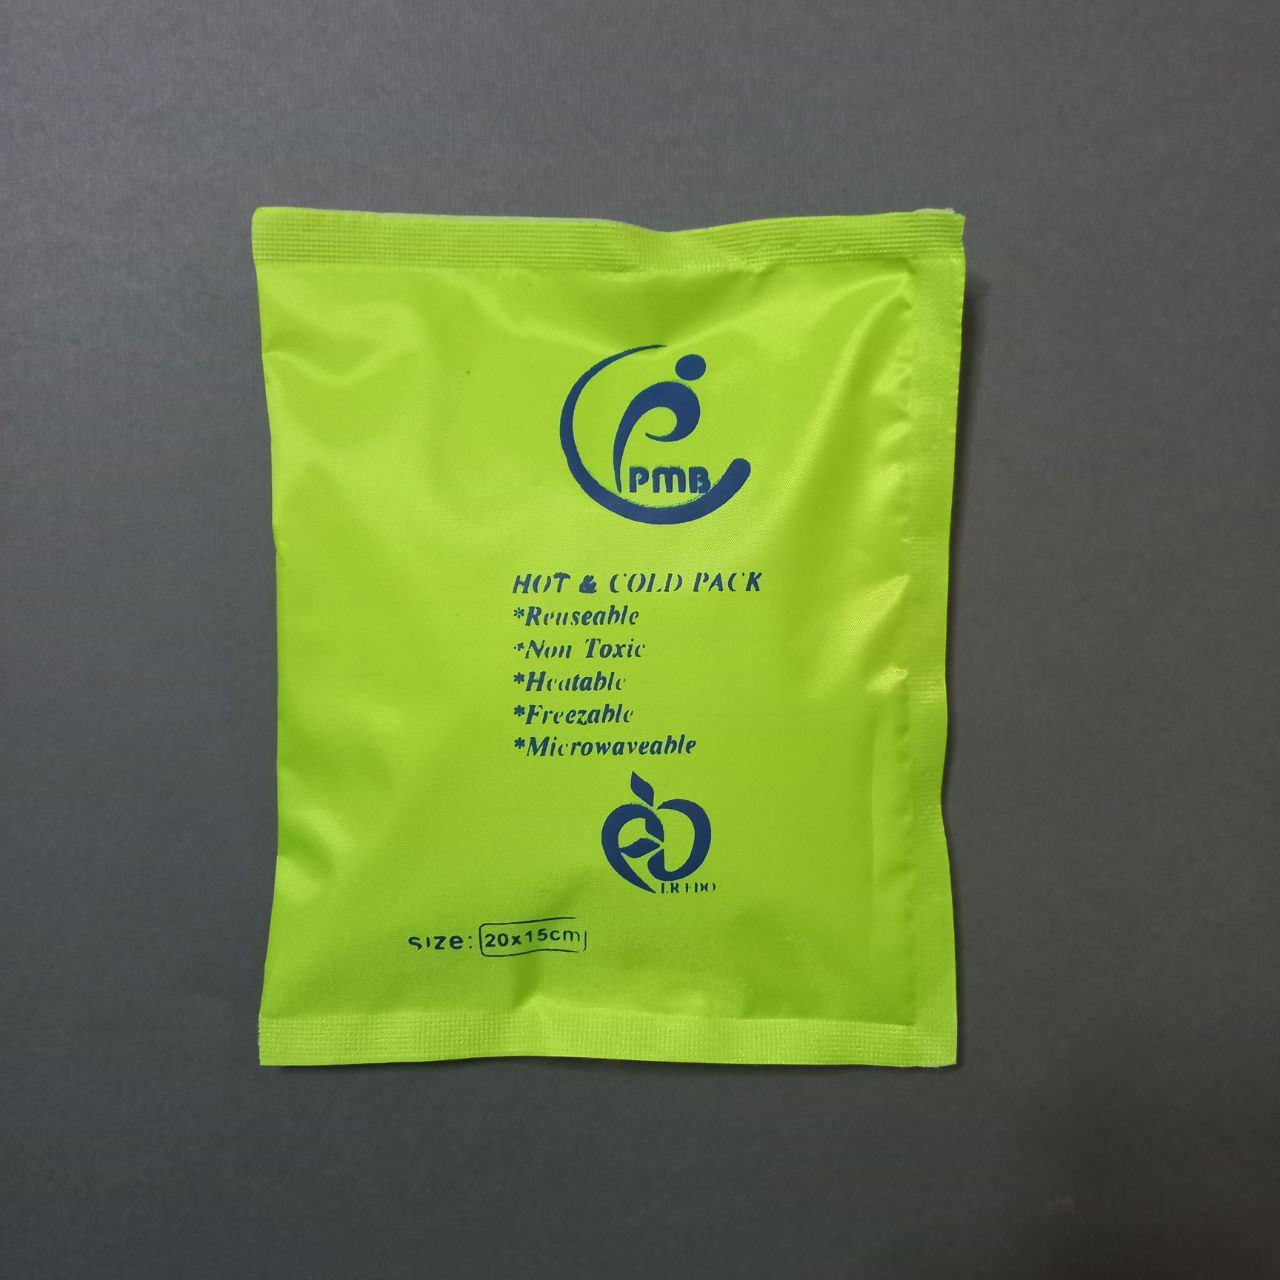 PMB
HOT & COLD PACK
*Reuseable
*Non Toxic
*Heatable
*Freezable
*Microwaveable
size: 20x15cm